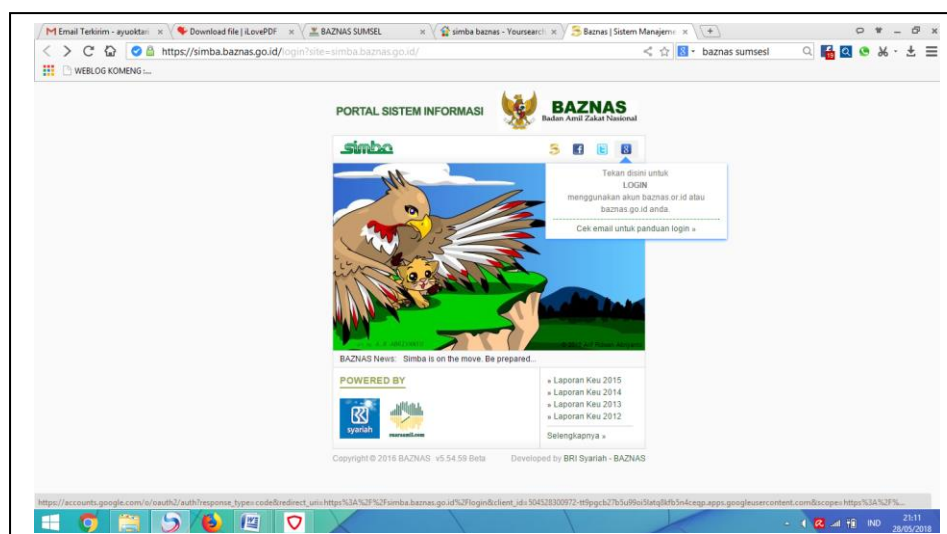 Email Terkirim - ayuoktari
Download file | iLovePDF
BAZNAS SUMSEL
simba baznas - Yoursearch
Baznas | Sistem Manajeme
https://simba.baznas.go.id/login?site=simba.baznas.go.id/
baznas sumsesl
19
WEBLOG KOMENG :...
PORTAL SISTEM INFORMASI
BAZNAS
Badan Amil Zakat Nasional
simba
Tekan disini untuk
LOGIN
menggunakan akun baznas.or.id atau
baznas.go.id anda.
Cek email untuk panduan login »
BAZNAS News: Simba is on the move. Be prepared...
POWERED BY
BRI
syariah
suaraamil.com
» Laporan Keu 2015
» Laporan Keu 2014
» Laporan Keu 2013
» Laporan Keu 2012
Selengkapnya »
Copyright © 2016 BAZNAS v5.54.59 Beta
Developed by BRI Syariah - BAZNAS
IND
21:11
28/05/2018